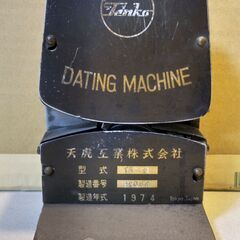 Tenko
DATING MACHINE
天虎工業株式会社
型式
製造番号
製造年式 1974